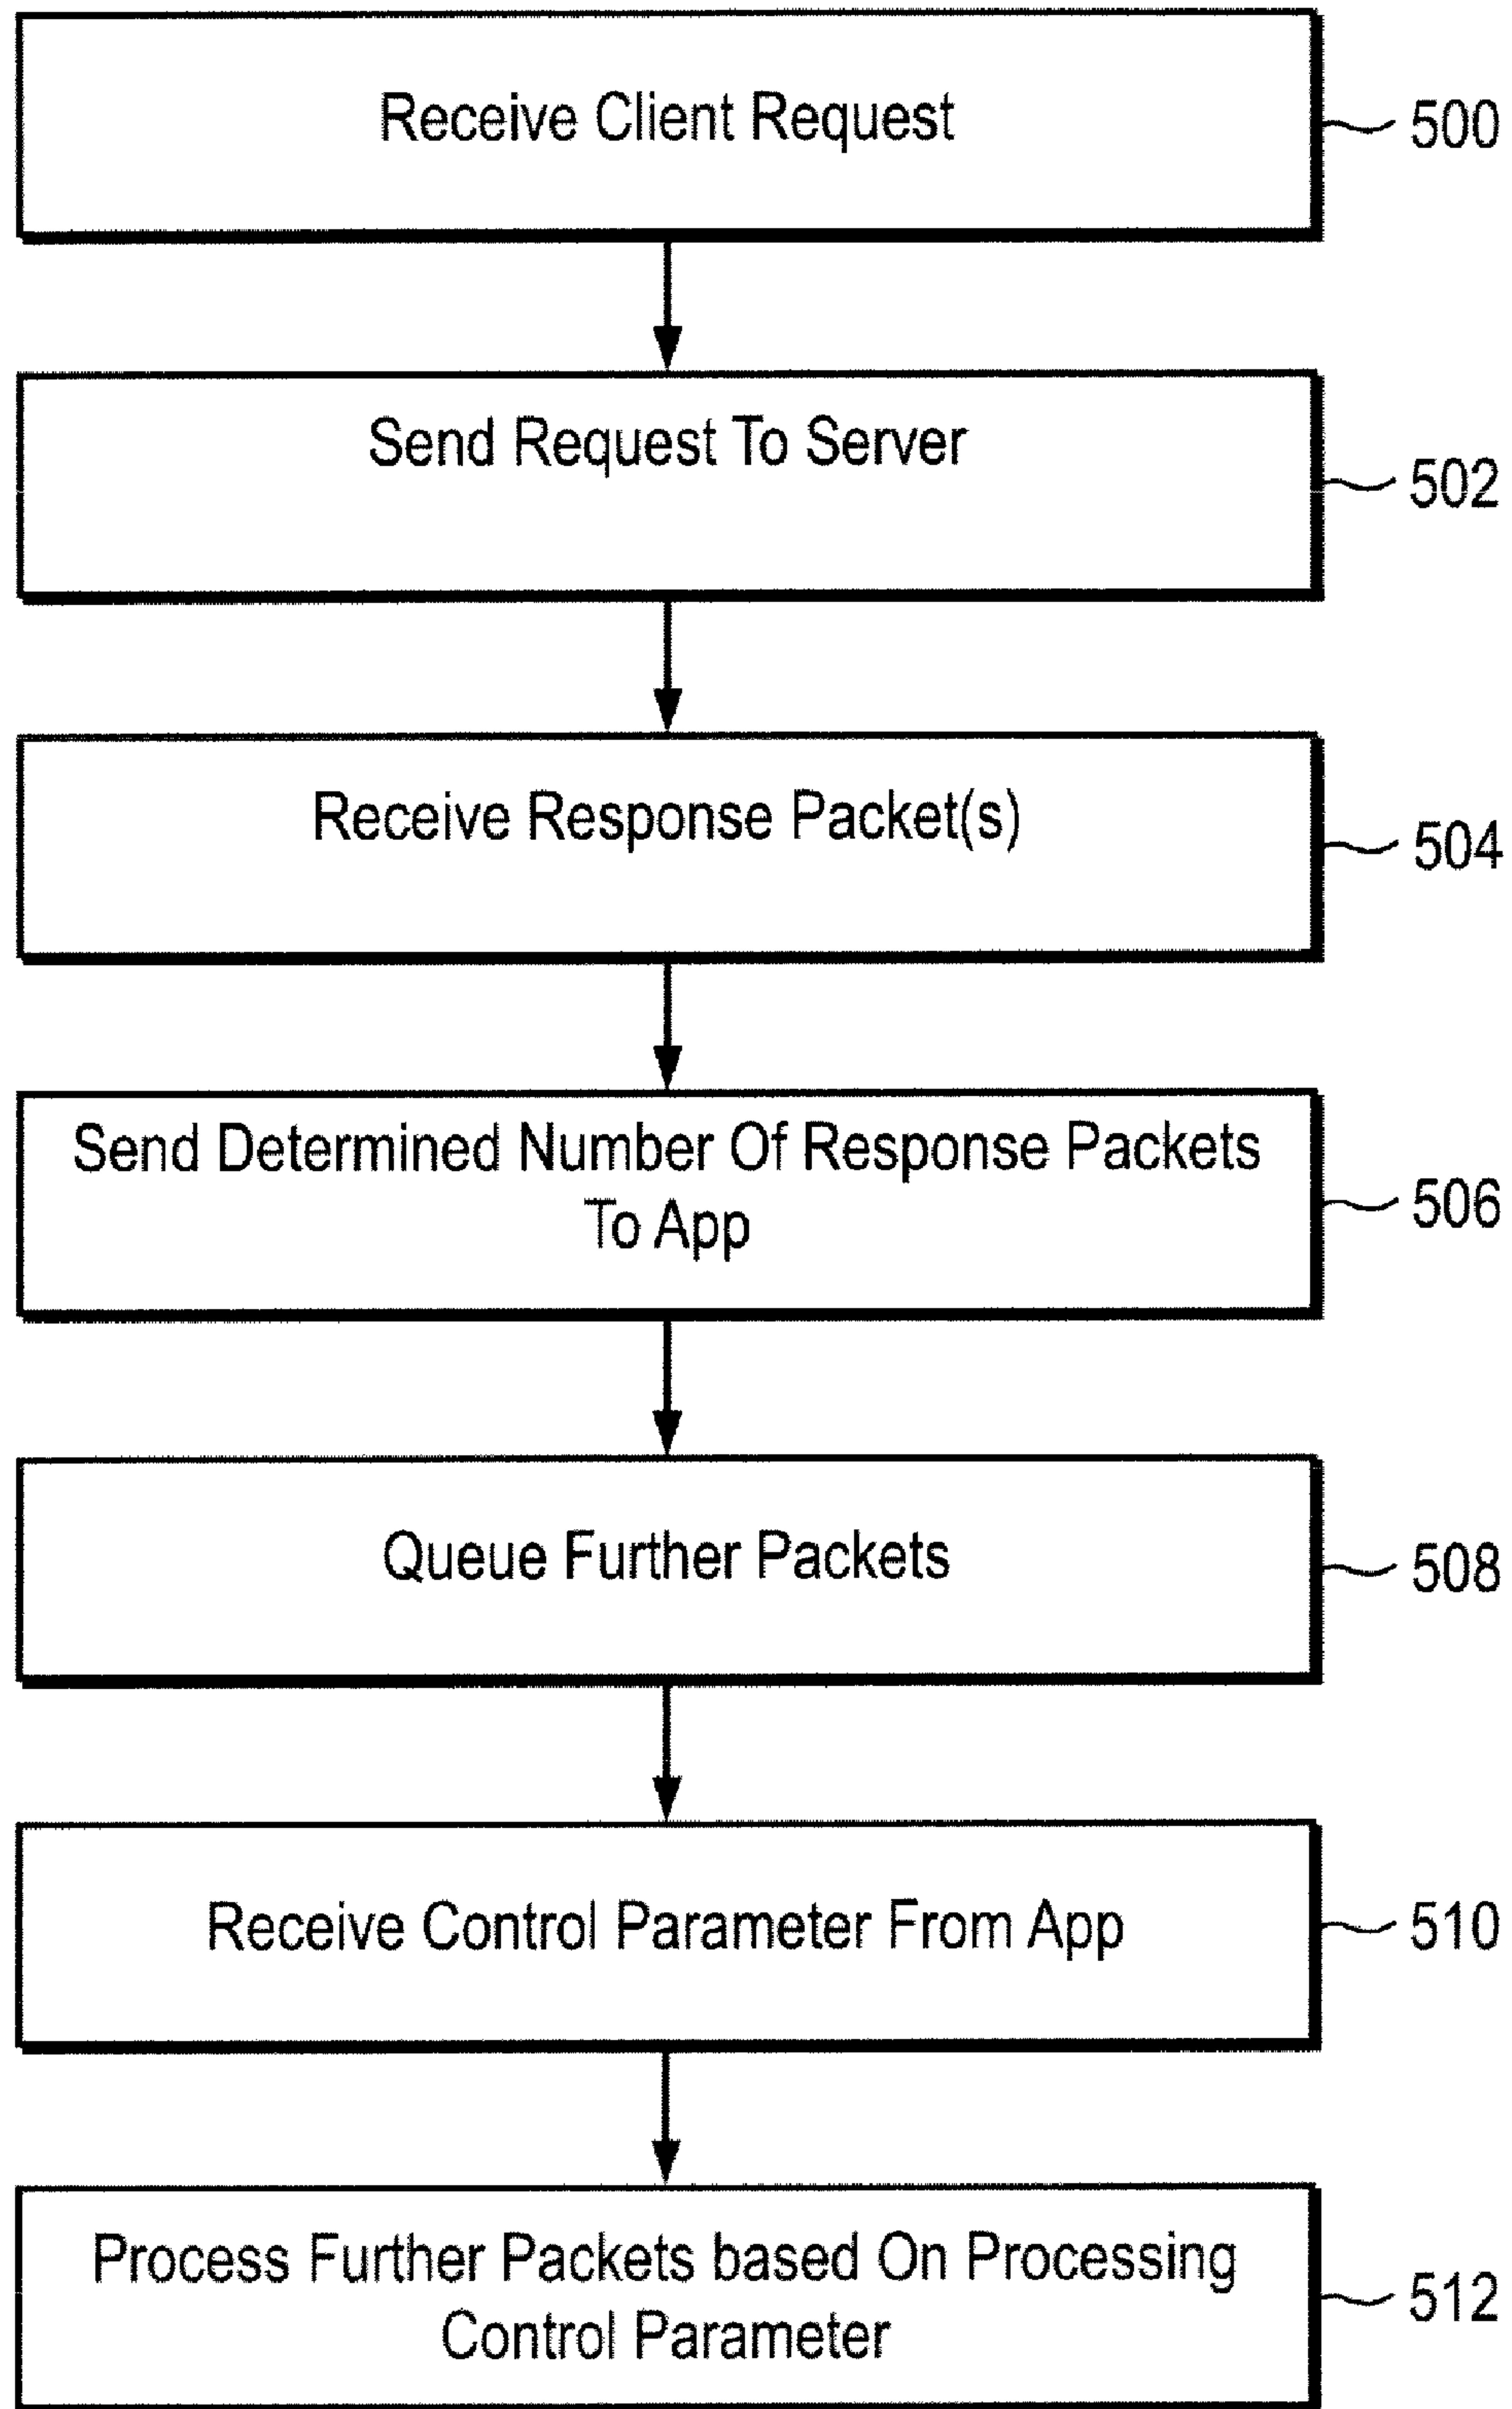 Receive Client Request
500
Send Request To Server
502
Receive Response Packet(s)
504
Send Determined Number Of Response Packets
To App
506
Queue Further Packets
508
Receive Control Parameter From App
510
Process Further Packets based On Processing
Control Parameter
512